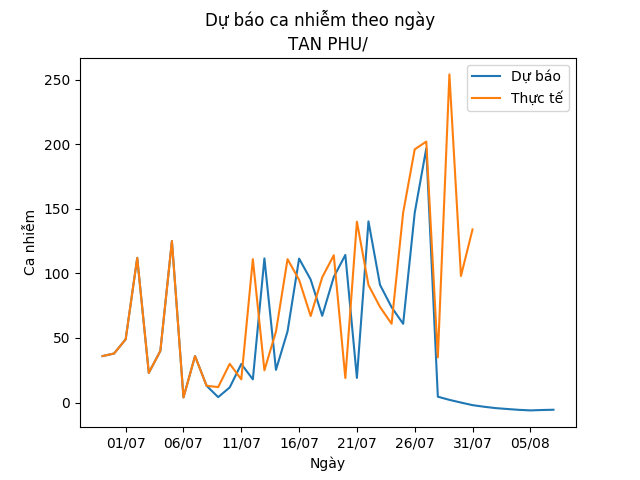 Dự báo ca nhiễm theo ngày
TAN PHU/
Dự báo
Thực tế
250
200
150
100
50
0
Ca nhiễm
01/07 06/07 11/07 16/07 21/07 26/07 31/07 05/08
Ngày